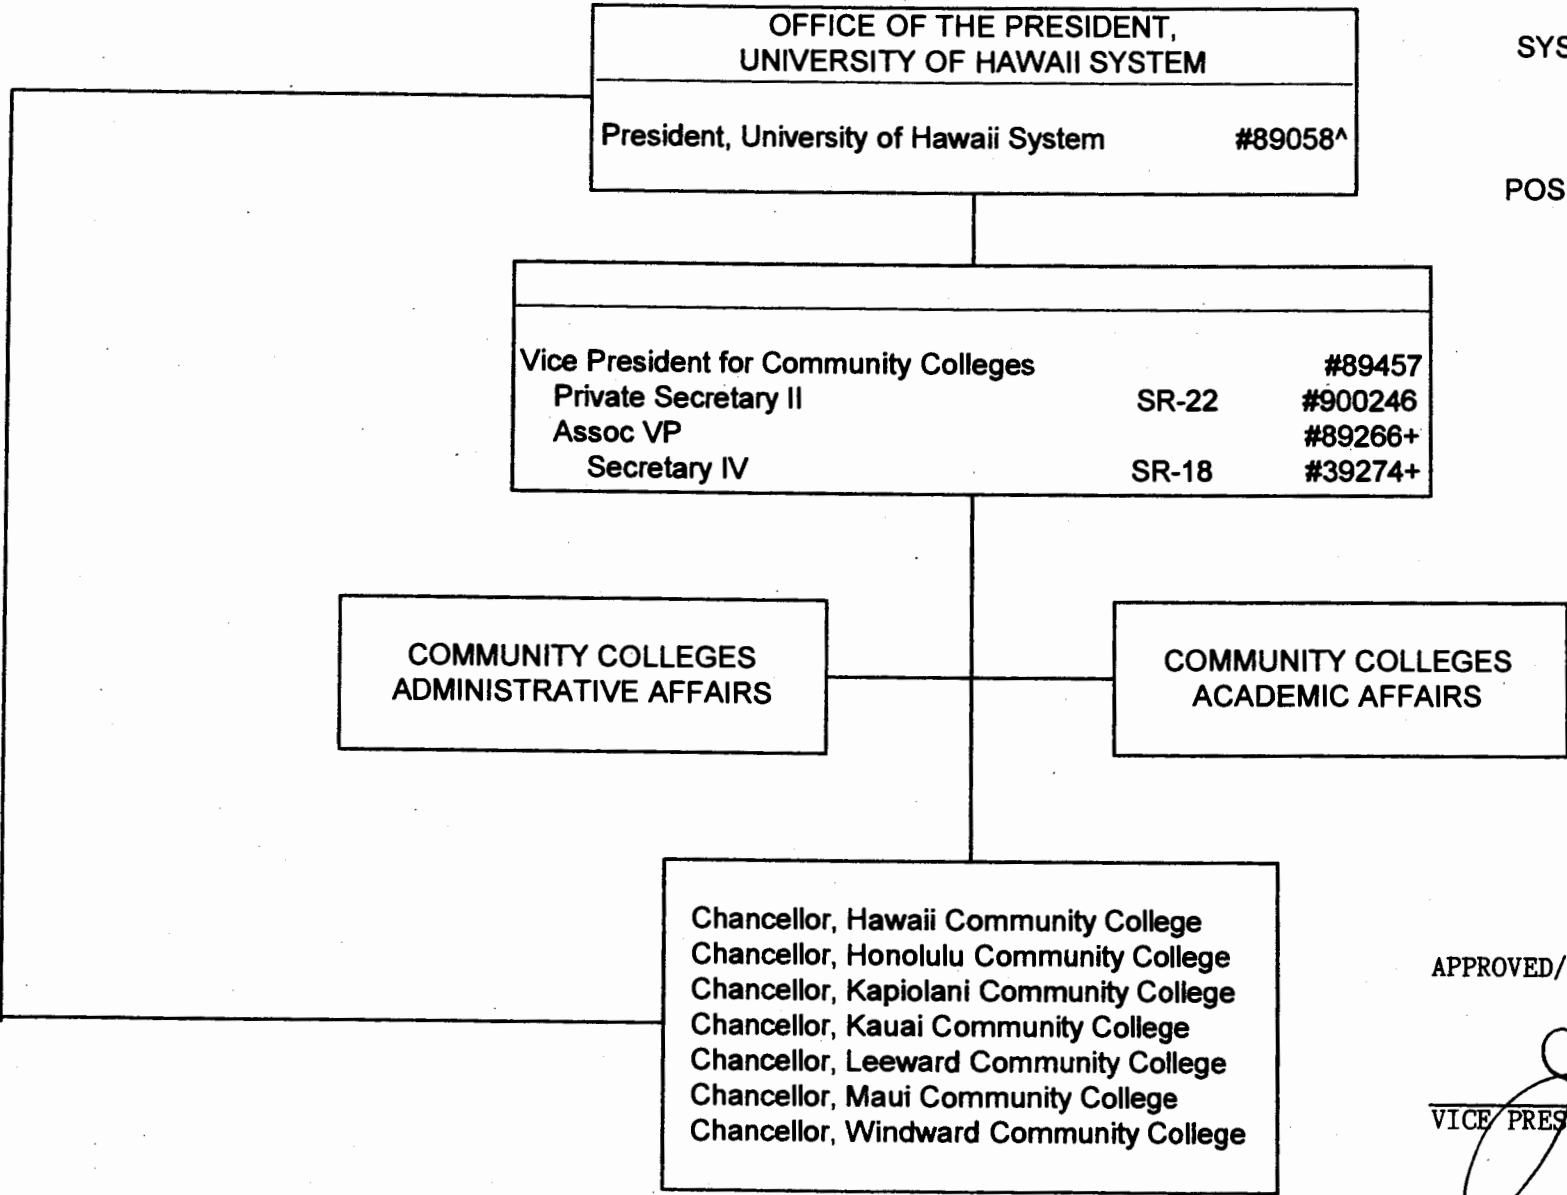 OFFICE OF THE PRESIDENT,
UNIVERSITY OF HAWAII SYSTEM
President, University of Hawaii System #89058^
SYS
POS
Vice President for Community Colleges #89457
Private Secretary II SR-22 #900246
Assoc VP #89266+
Secretary IV SR-18 #39274+
COMMUNITY COLLEGES
ADMINISTRATIVE AFFAIRS
COMMUNITY COLLEGES
ACADEMIC AFFAIRS
Chancellor, Hawaii Community College
Chancellor, Honolulu Community College
Chancellor, Kapiolani Community College
Chancellor, Kauai Community College
Chancellor, Leeward Community College
Chancellor, Maui Community College
Chancellor, Windward Community College
APPROVED/
VICE PRES